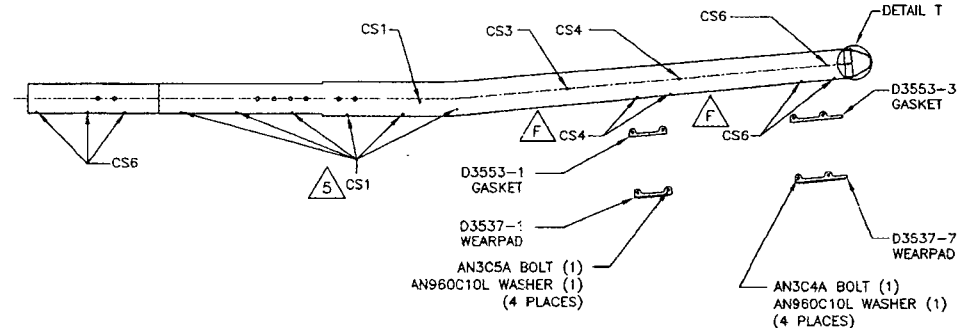 DETAIL T
CS6
CS4
CS3
CS1
D3553-3
GASKET
F
F
CS4
CS6
CS6
5
CS1
D3553-1
GASKET
D3537-1
WEARPAD
D3537-7
WEARPAD
AN3C5A BOLT (1)
AN960C10L WASHER (1)
(4 PLACES)
AN3C4A BOLT (1)
AN960C10L WASHER (1)
(4 PLACES)